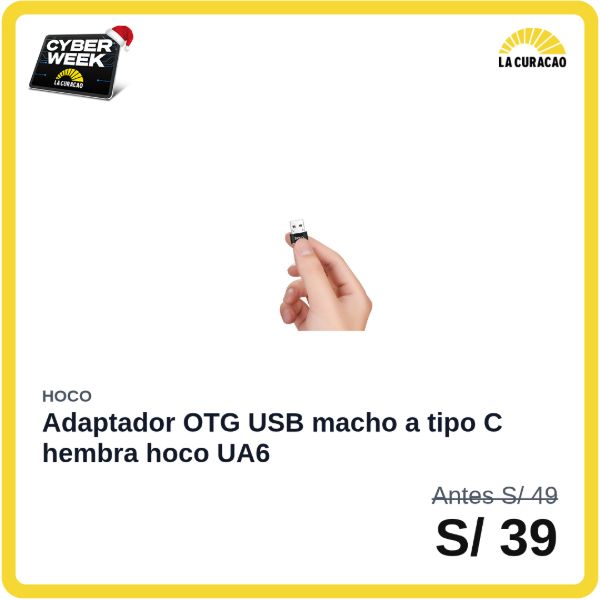 CYBER
WEEK
LA CURACAO
LA CURACAO
HOCO
Adaptador OTG USB macho a tipo C
hembra hoco UA6
Antes S/ 49
S/ 39